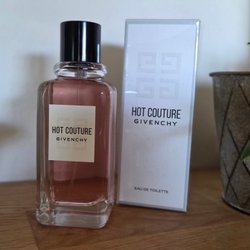 HOT COUTURE
GIVENCHY
HOT COUTURE
GIVENCHY
EAU DE TOILETTE